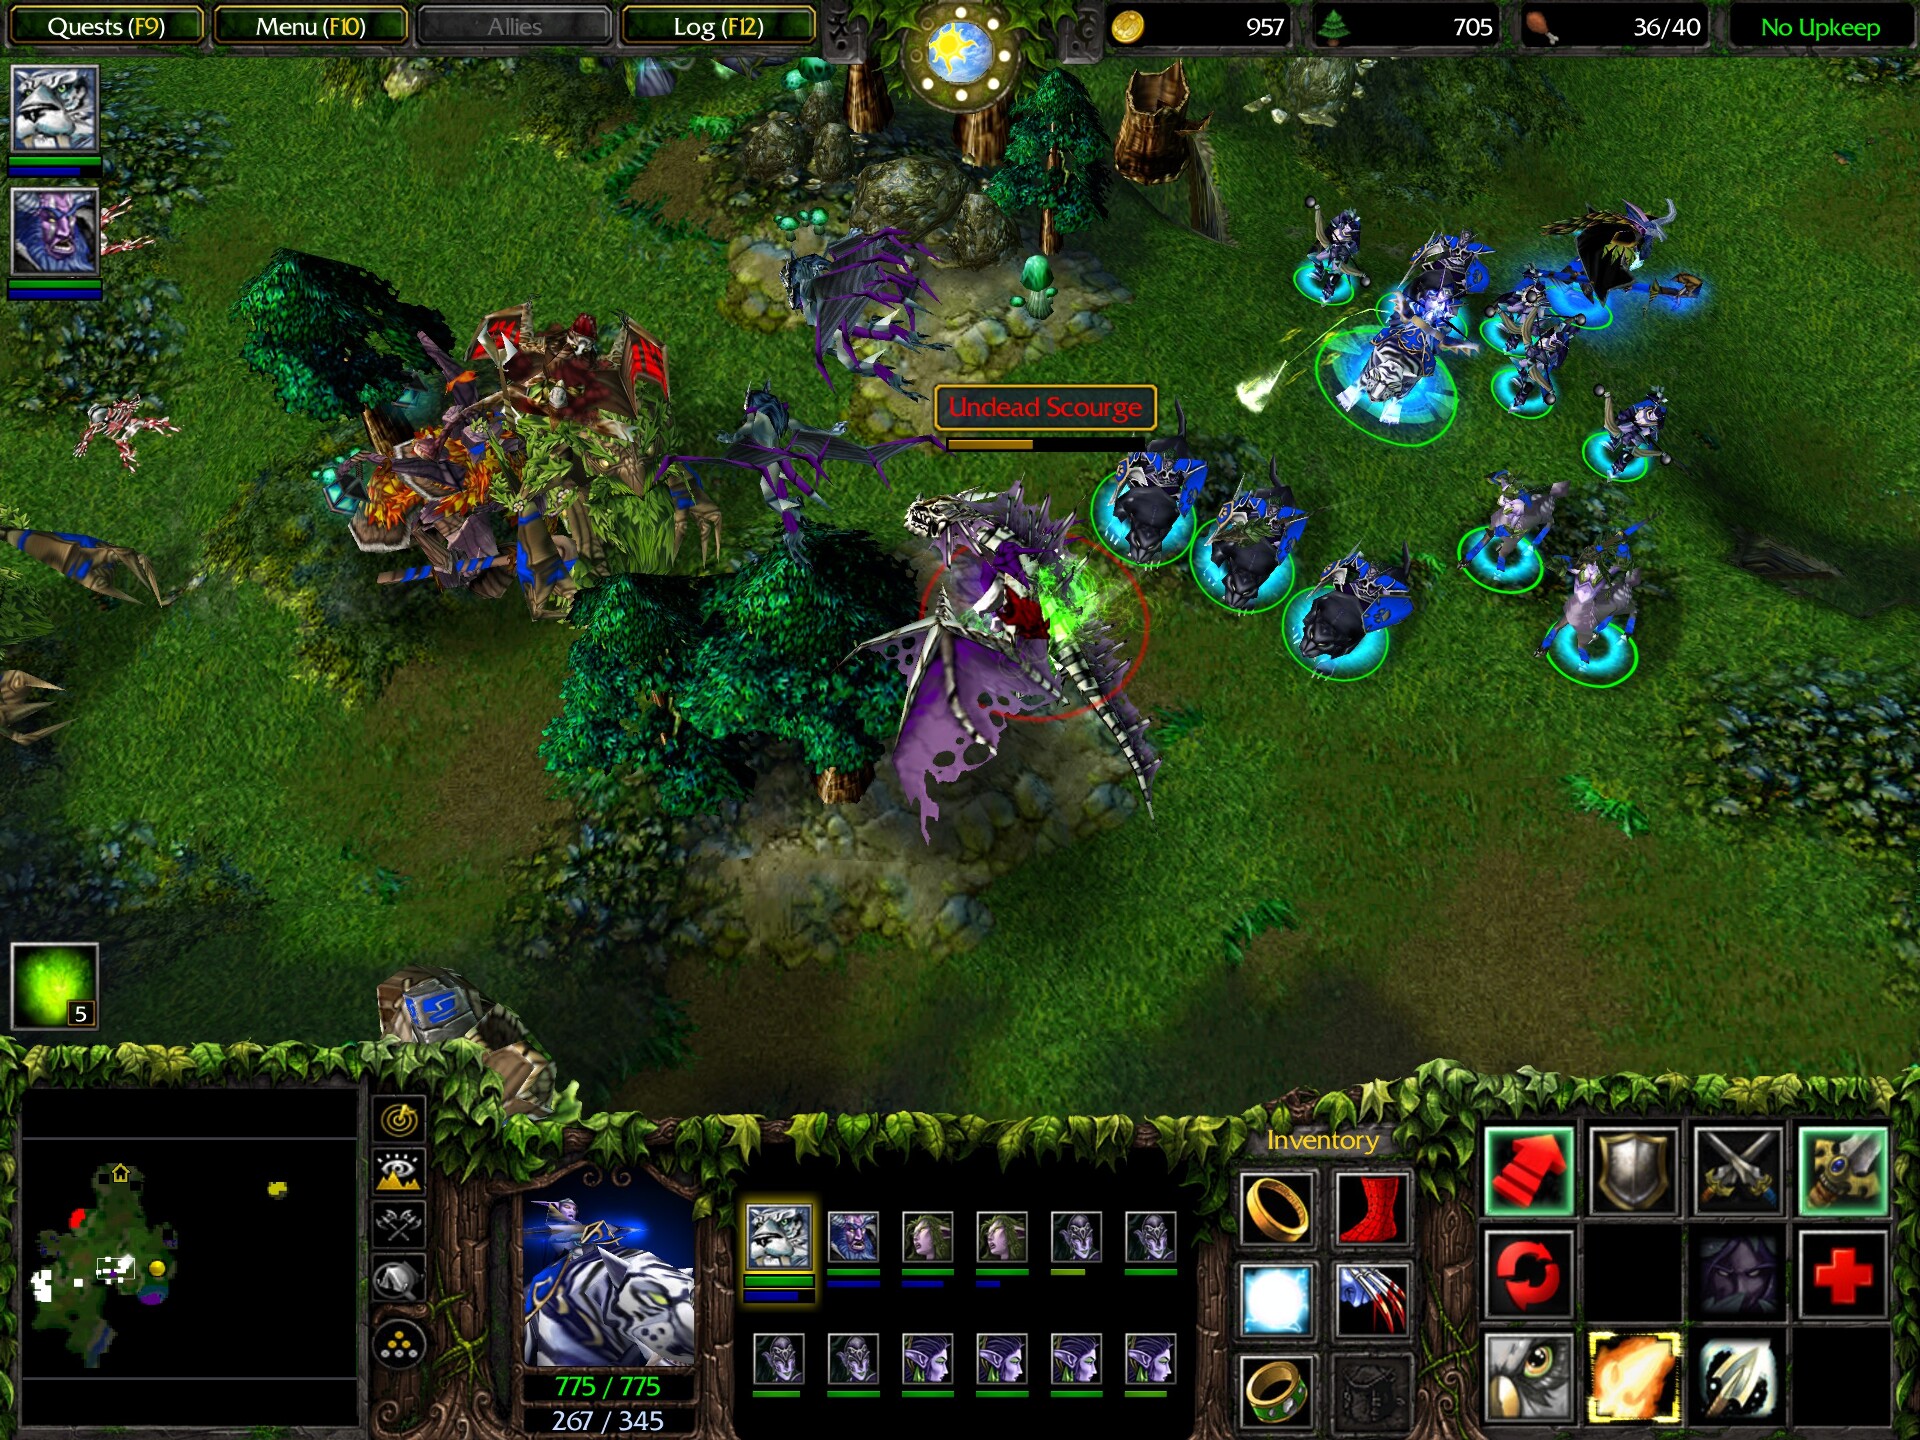 Quests (F9)
Menu (F10)
Allies
Log (F12)
957
705
36/40
No Upkeep
Undead Scourge
5
Inventory
775 / 775
267 / 345